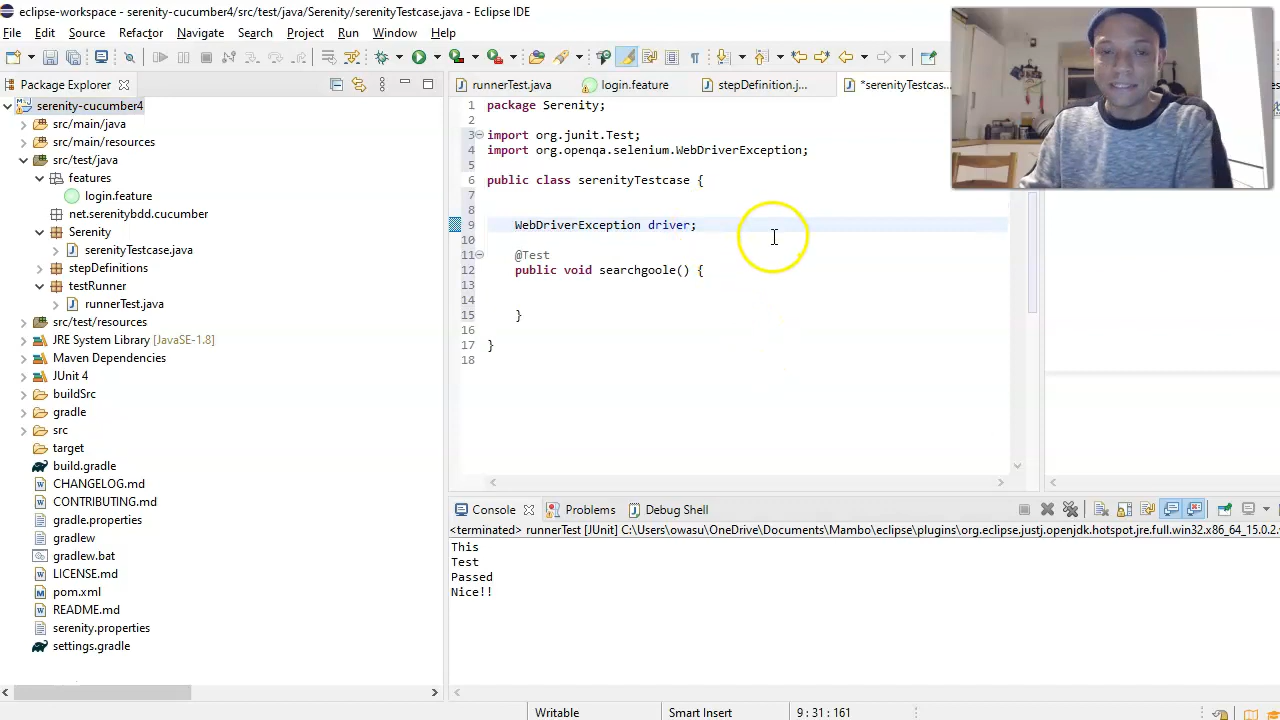 eclipse-workspace - serenity-cucumber4/src/test/java/Serenity/serenityTestcase.java - Eclipse IDE
File Edit Source Refactor Navigate Search Project Run Window Help
Package Explorer
runnerTest.java login.feature stepDefinition.j... *serenityTestcas...
serenity-cucumber4
src/main/java
src/main/resources
src/test/java
features
login.feature
net.serenitybdd.cucumber
Serenity
serenityTestcase.java
stepDefinitions
testRunner
runnerTest.java
src/test/resources
JRE System Library [JavaSE-1.8]
Maven Dependencies
JUnit 4
buildSrc
gradle
src
target
build.gradle
CHANGELOG.md
CONTRIBUTING.md
gradle.properties
gradlew
gradlew.bat
LICENSE.md
pom.xml
README.md
serenity.properties
settings.gradle
1 package Serenity;
2
3 import org.junit.Test;
4 import org.openqa.selenium.WebDriverException;
5
6 public class serenityTestcase {
7
8
9 WebDriverException driver;
10
11 @Test
12 public void searchgoole() {
13
14
15 }
16
17 }
18
Console Problems Debug Shell
<terminated> runnerTest [JUnit] C:\Users\owasu\OneDrive\Documents\Mambo\eclipse\plugins\org.eclipse.justj.openjdk.hotspot.jre.full.win32.x86_64_15.0.2.
This
Test
Passed
Nice!!
Writable Smart Insert 9 : 31 : 161